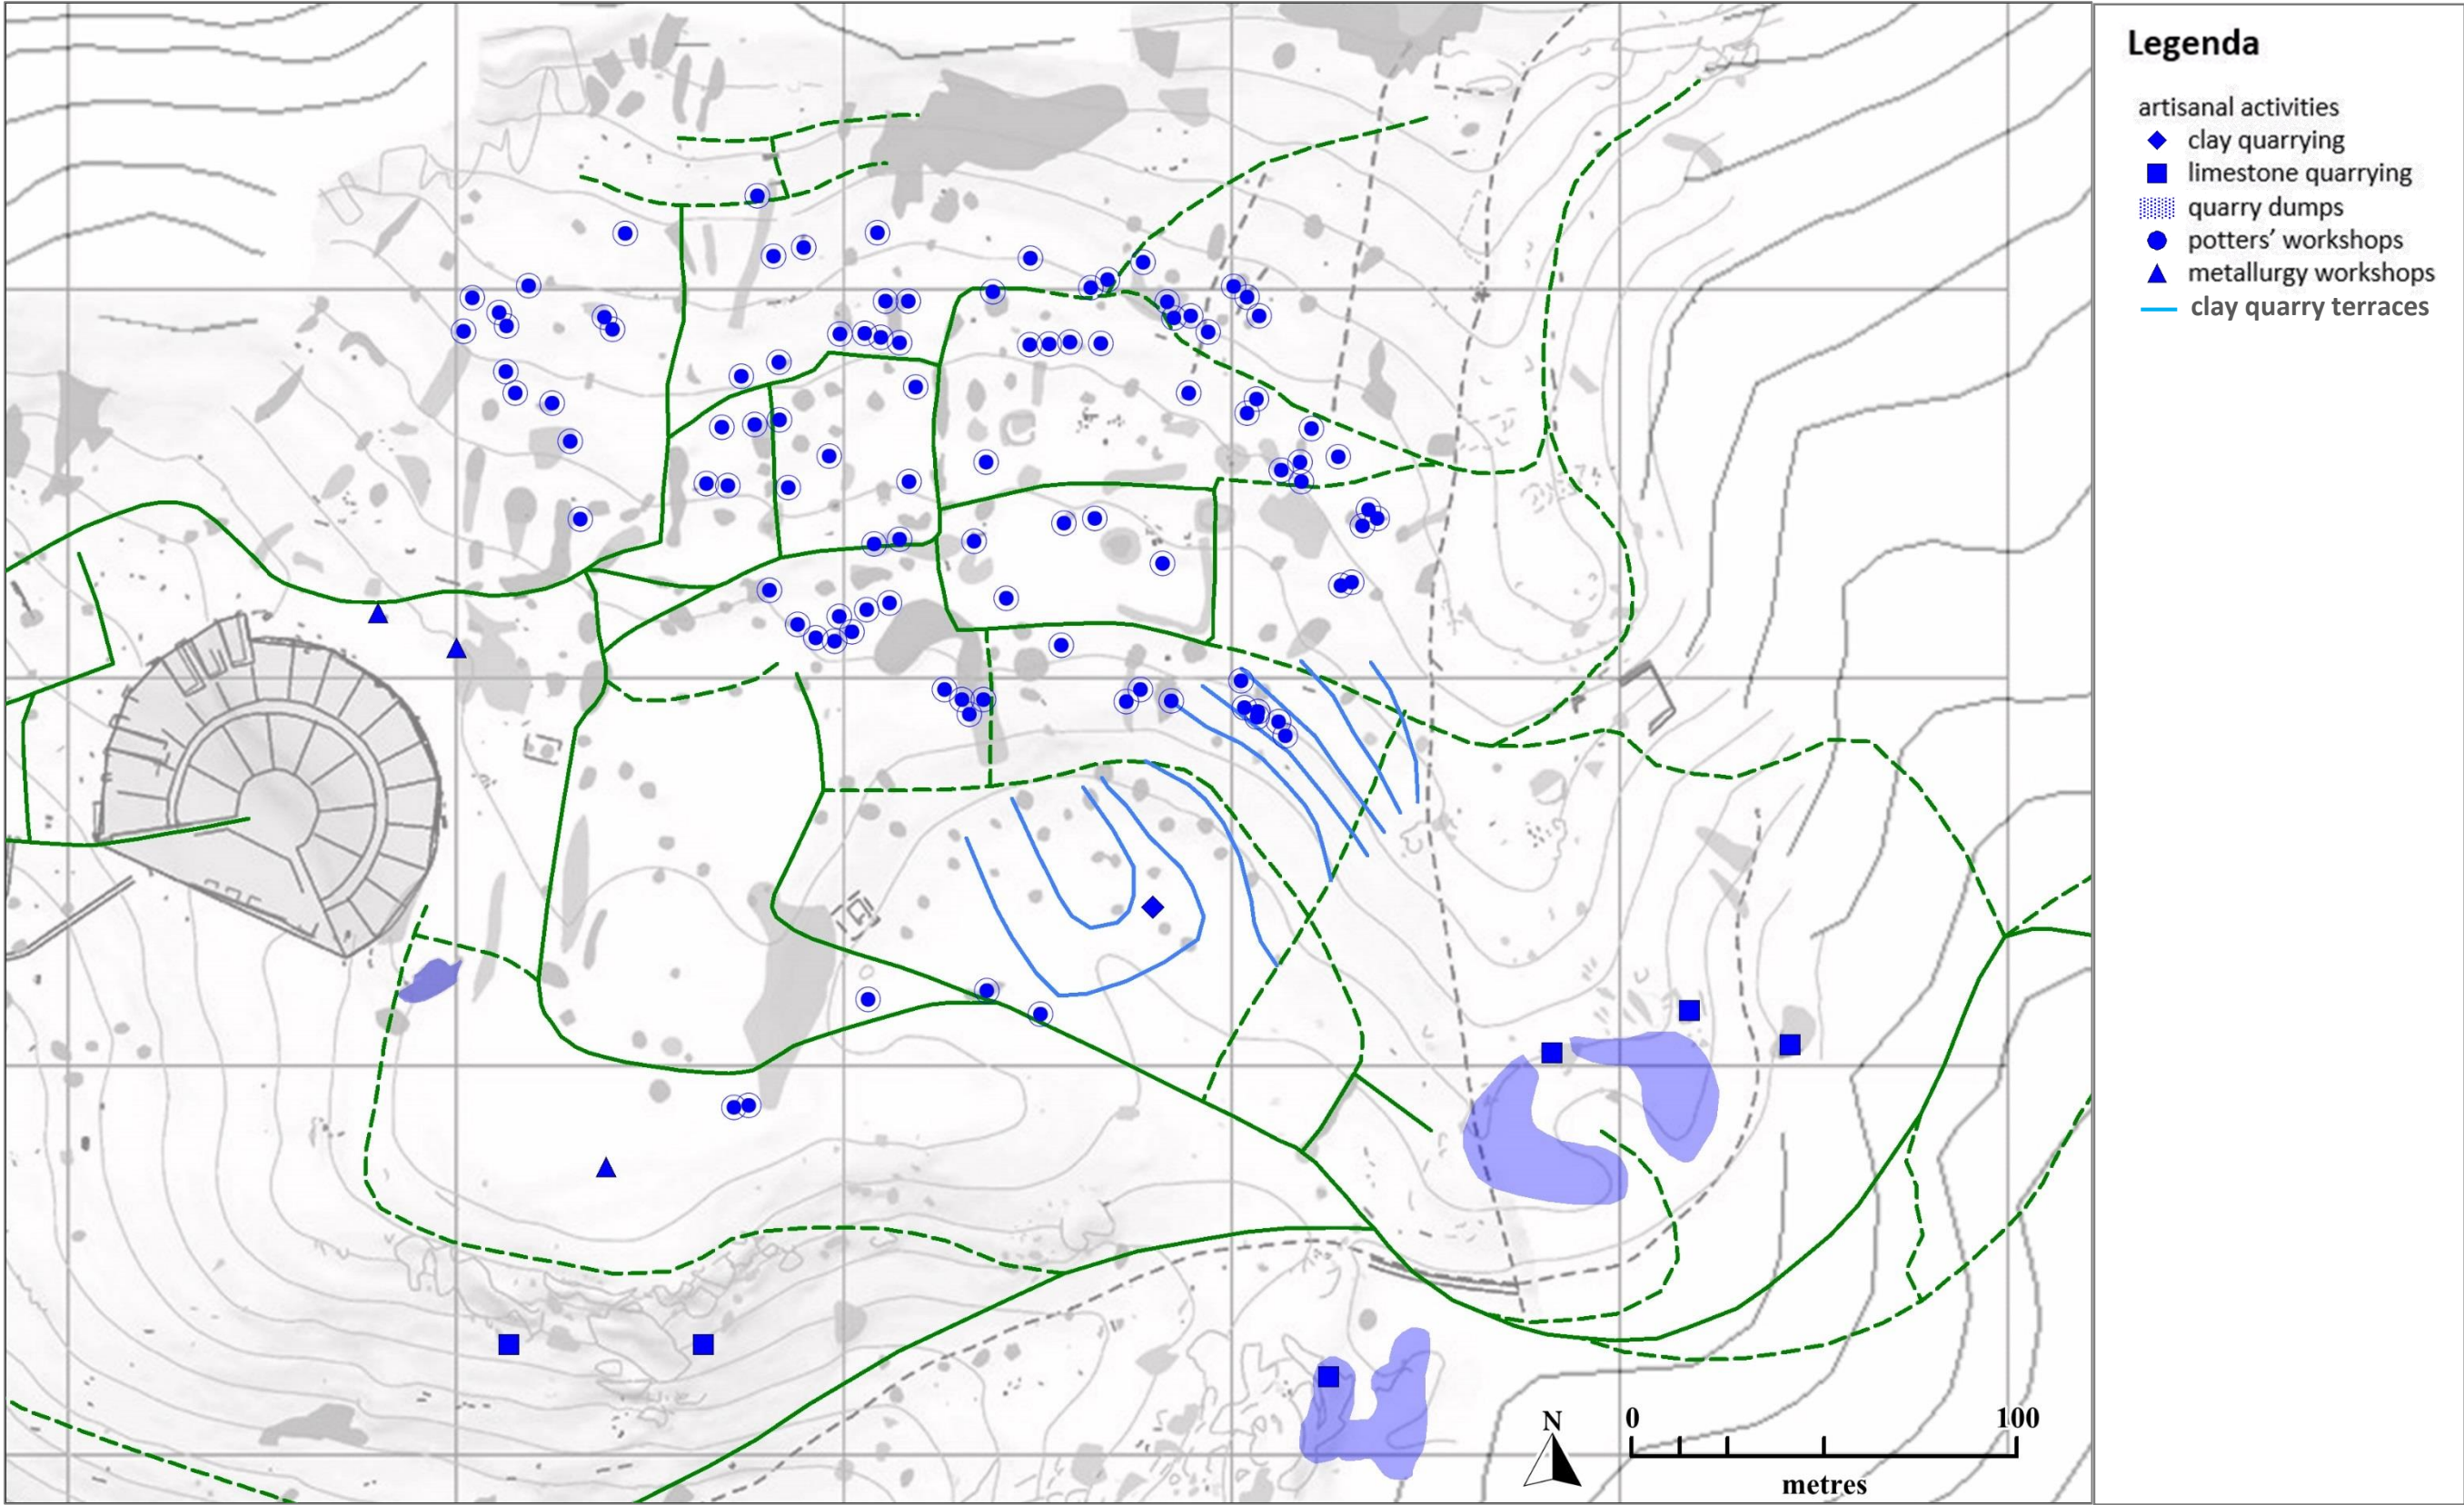 Legenda
artisanal activities
clay quarrying
limestone quarrying
quarry dumps
potters’ workshops
metallurgy workshops
clay quarry terraces
N
0 100
metres